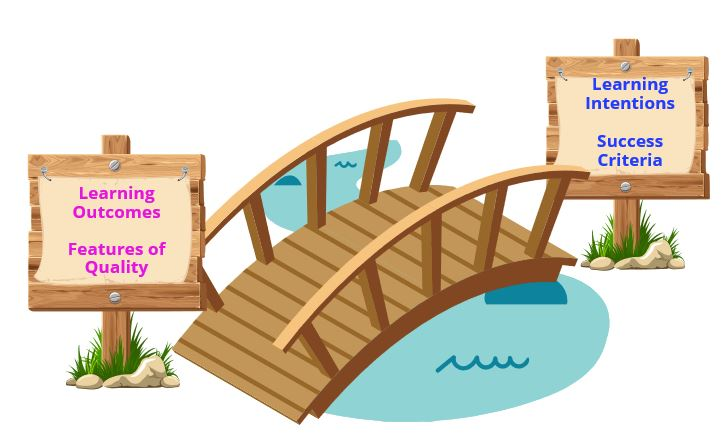 Learning
Outcomes
Features of
Quality
Learning
Intentions
Success
Criteria